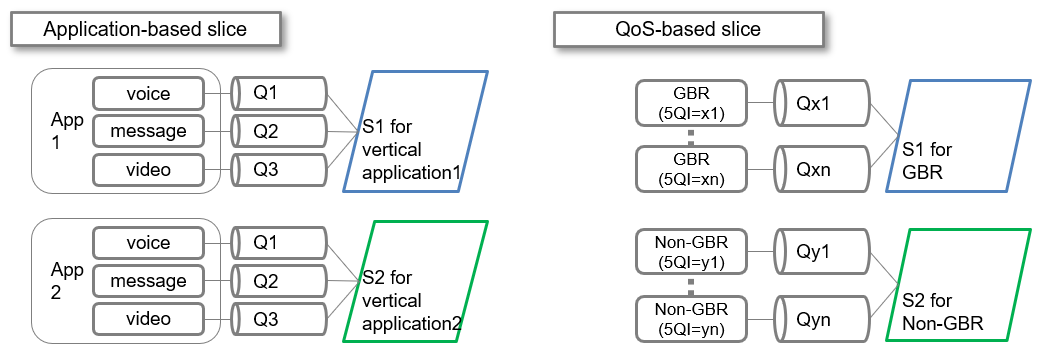 Application-based slice
QoS-based slice
App
1
voice
Q1
message
Q2
video
Q3
S1 for
vertical
application1
App
2
voice
Q1
message
Q2
video
Q3
S2 for
vertical
application2
GBR
(5QI=x1)
Qx1
GBR
(5QI=xn)
Qxn
S1 for
GBR
Non-GBR
(5QI=y1)
Qy1
Non-GBR
(5QI=yn)
Qyn
S2 for
Non-GBR